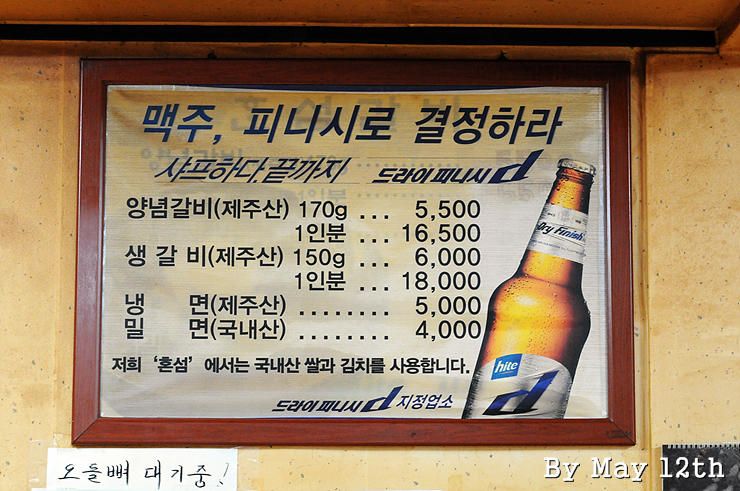 맥주, 피니시로 결정하라
샤프하다, 끝까지 드라이피니시 d
양념갈비(제주산) 170g ... 5,500
1인분 ... 16,500
생 갈 비(제주산) 150g ... 6,000
1인분 ... 18,000
냉 면(제주산) ........ 5,000
밀 면(국내산) ........ 4,000
저희 '혼섬' 에서는 국내산 쌀과 김치를 사용합니다.
드라이피니시 d 지정업소
Dry Finish
hite
d
오돌뼈 대기중!
By May 12th